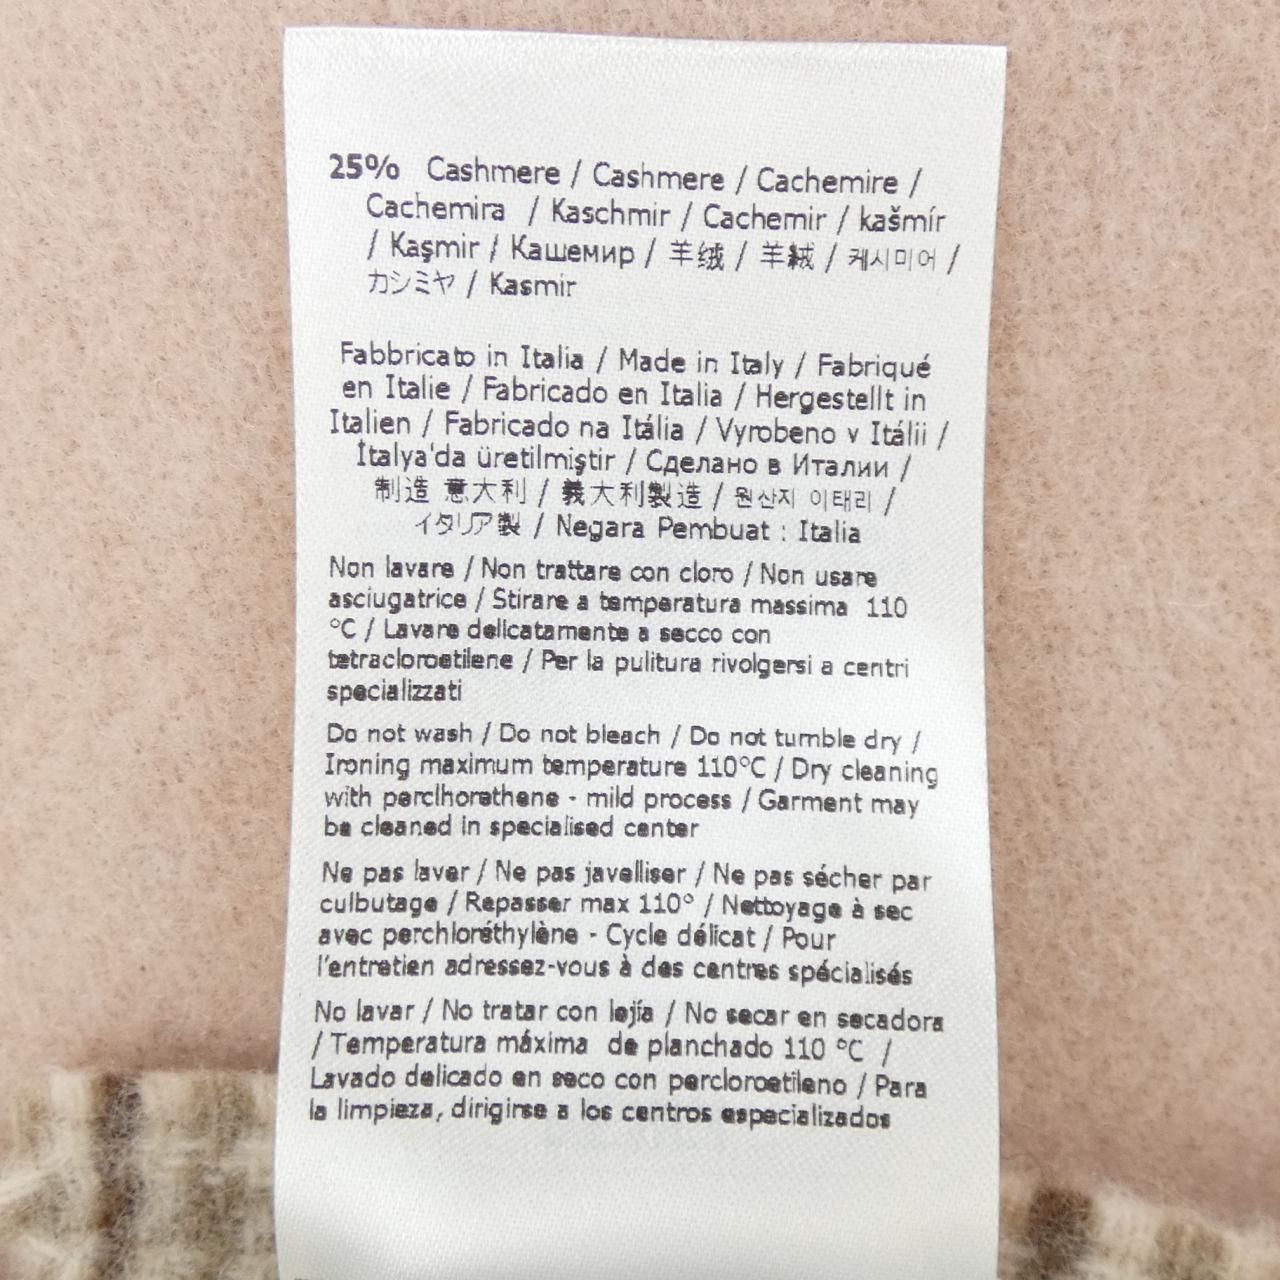 25% Cashmere / Cashmere / Cachemire /
Cachemira / Kaschmir / Cachemir / kašmír
/ Kaşmir / Кашемир / 羊绒 / 羊絨 / 케시미어 /
カシミヤ / Kasmir
Fabbricato in Italia / Made in Italy / Fabriqué
en Italie / Fabricado en Italia / Hergestellt in
Italien / Fabricado na Itália / Vyrobeno v Itálii /
İtalya'da üretilmiştir / Сделано в Италии /
制造 意大利 / 義大利製造 / 원산지 이태리 /
イタリア製 / Negara Pembuat : Italia
Non lavare / Non trattare con cloro / Non usare
asciugatrice / Stirare a temperatura massima 110
°C / Lavare delicatamente a secco con
tetracloroetilene / Per la pulitura rivolgersi a centri
specializzati
Do not wash / Do not bleach / Do not tumble dry /
Ironing maximum temperature 110°C / Dry cleaning
with perclhorethene - mild process / Garment may
be cleaned in specialised center
Ne pas laver / Ne pas javelliser / Ne pas sécher par
culbutage / Repasser max 110° / Nettoyage à sec
avec perchloréthylène - Cycle délicat / Pour
l'entretien adressez-vous à des centres spécialisés
No lavar / No tratar con lejía / No secar en secadora
/ Temperatura máxima de planchado 110 °C /
Lavado delicado en seco con percloroetileno / Para
la limpieza, dirigirse a los centros especializados